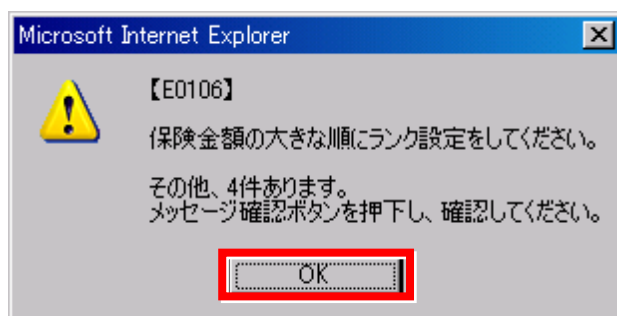 Microsoft Internet Explorer
【E0106】
保険金額の大きな順にランク設定をしてください。
その他、4件あります。
メッセージ確認ボタンを押下し、確認してください。
OK